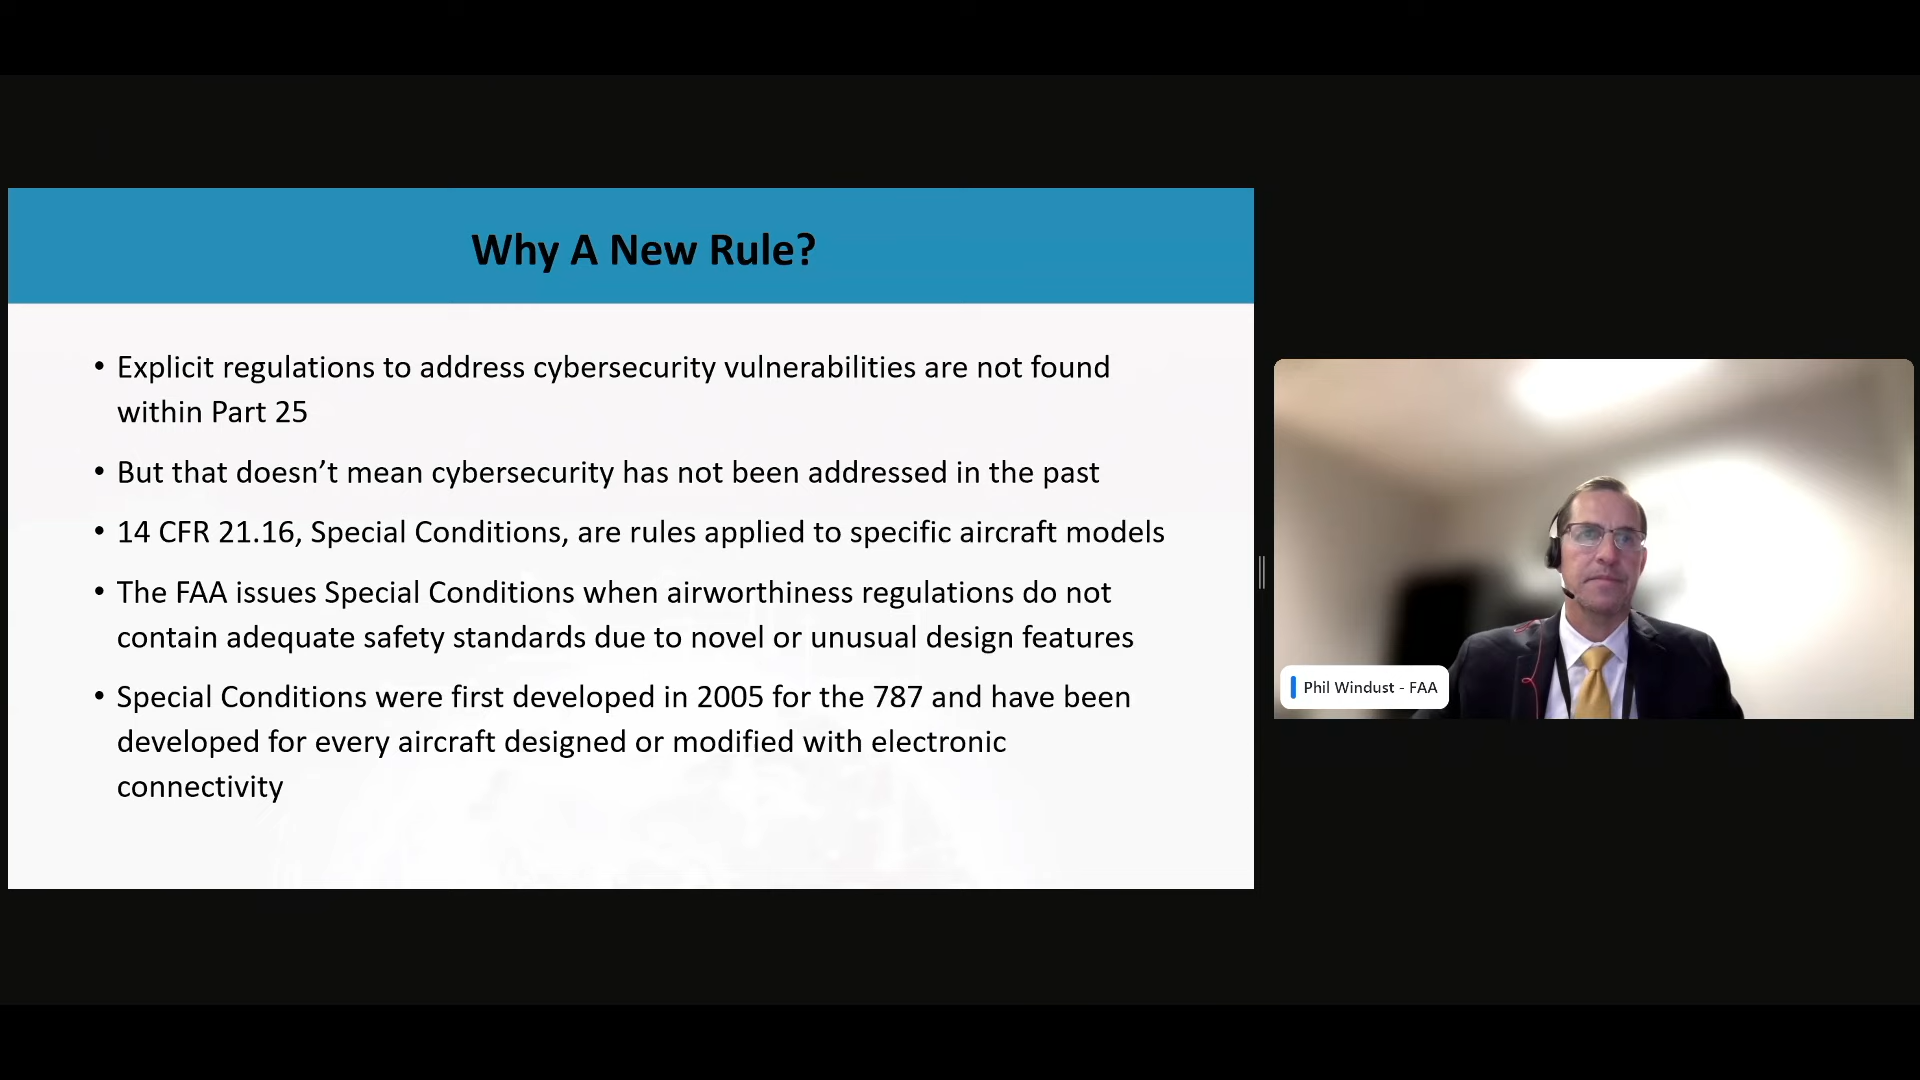 Why A New Rule?
• Explicit regulations to address cybersecurity vulnerabilities are not found
within Part 25
• But that doesn’t mean cybersecurity has not been addressed in the past
• 14 CFR 21.16, Special Conditions, are rules applied to specific aircraft models
• The FAA issues Special Conditions when airworthiness regulations do not
contain adequate safety standards due to novel or unusual design features
• Special Conditions were first developed in 2005 for the 787 and have been
developed for every aircraft designed or modified with electronic
connectivity
Phil Windust - FAA